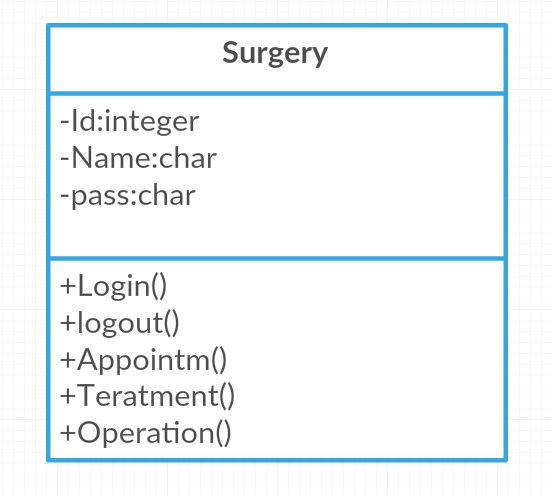 Surgery
-Id:integer
-Name:char
-pass:char
+Login()
+logout()
+Appointm()
+Teratment()
+Operation()